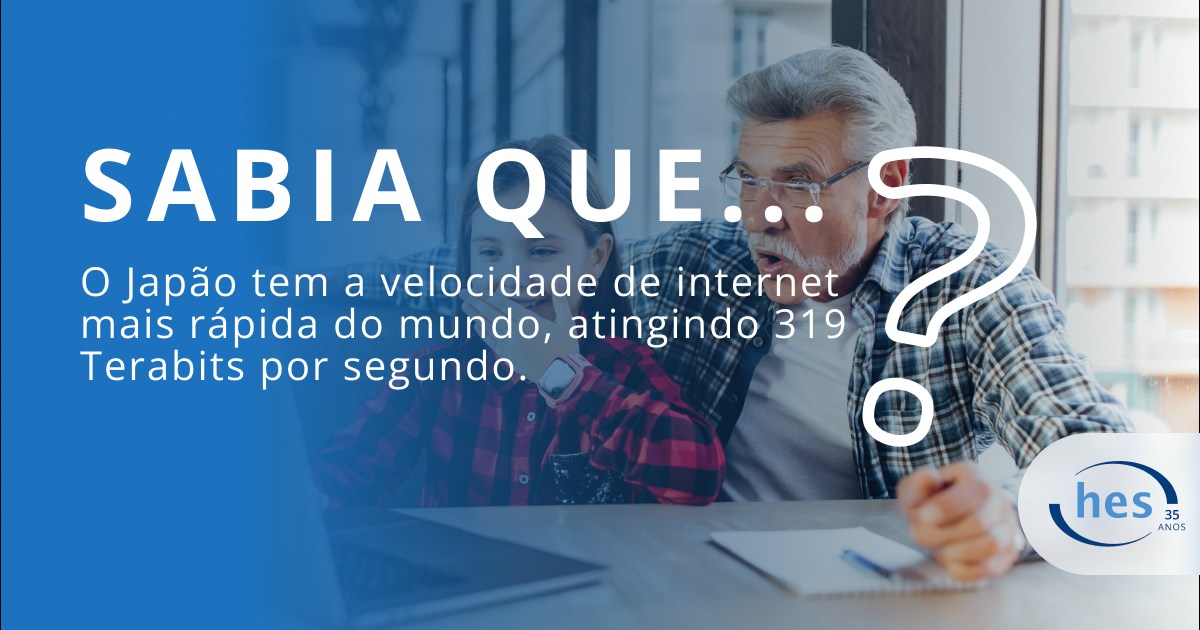 SABIA QUE...
?
O Japão tem a velocidade de internet
mais rápida do mundo, atingindo 319
Terabits por segundo.
hes
35
ANOS